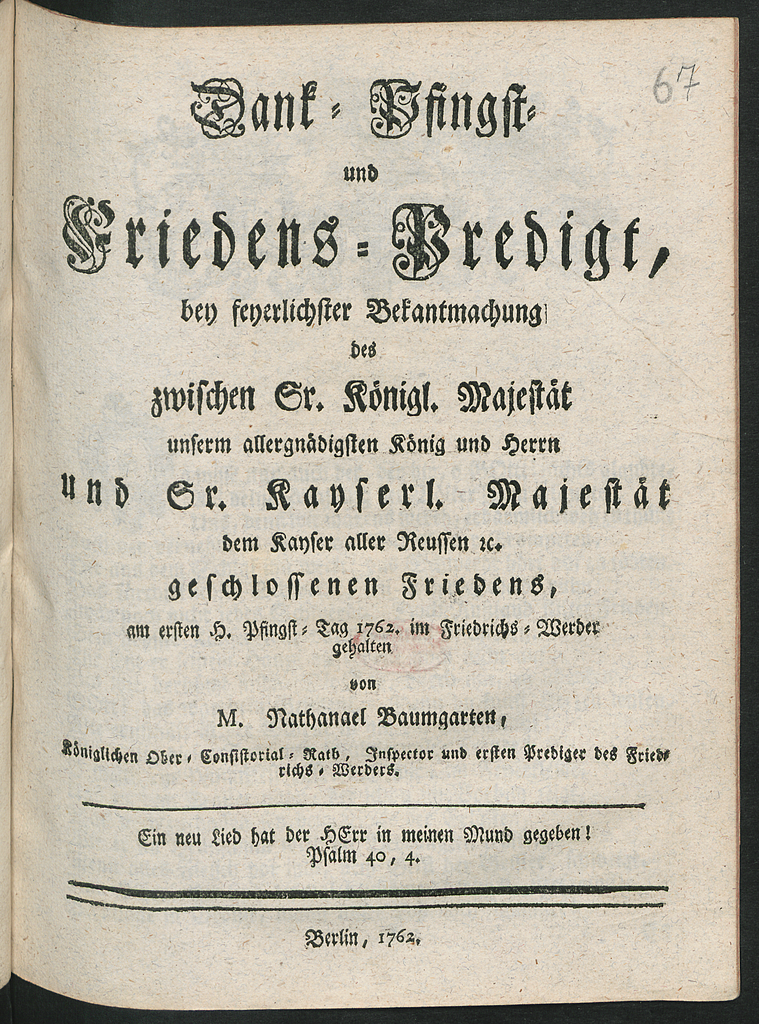 67
Dank- Pfingst-
und
Friedens-Predigt,
bey feyerlichster Bekantmachung
des
zwischen Sr. Königl. Majestät
unserm allergnädigsten König und Herrn
und Sr. Kayserl. Majestät
dem Kayser aller Reussen ꝛc.
geschlossenen Friedens,
am ersten H. Pfingst-Tag 1762. im Friedrichs-Werder
gehalten
von
M. Nathanael Baumgarten,
Königlichen Ober-Consistorial-Rath, Inspector und ersten Prediger des Fried-
richs-Werders.
Ein neu Lied hat der HErr in meinen Mund gegeben!
Psalm 40, 4.
Berlin, 1762.